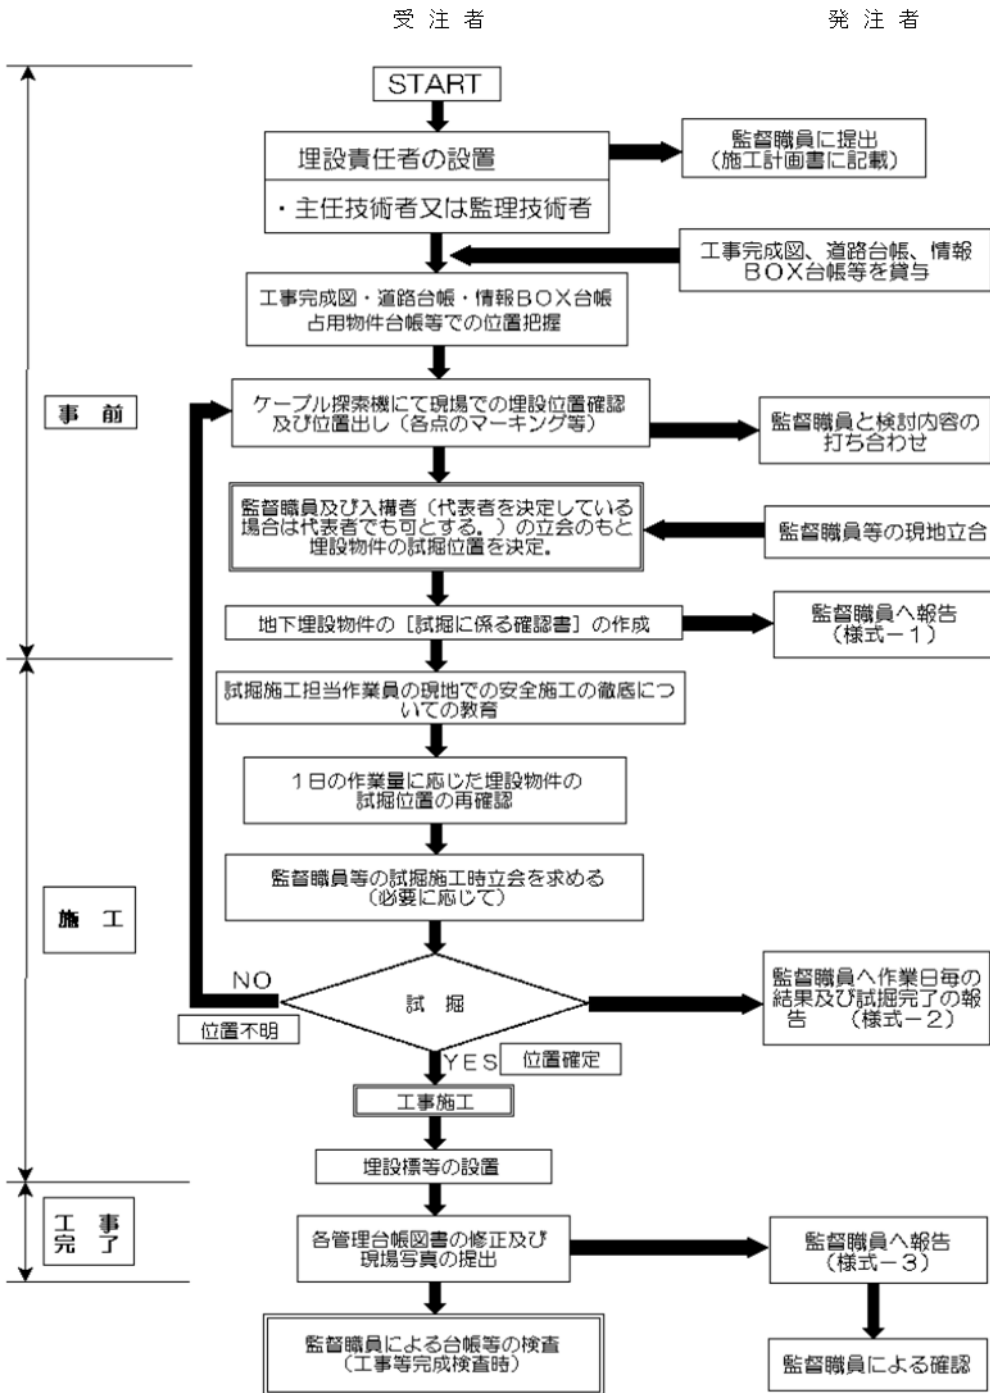 受 注 者
発 注 者
START
埋設責任者の設置
・主任技術者又は監理技術者
監督職員に提出
(施工計画書に記載)
工事完成図、道路台帳、情報
BOX台帳等を貸与
工事完成図・道路台帳・情報BOX台帳
占用物件台帳等での位置把握
事 前
ケーブル探索機にて現場での埋設位置確認
及び位置出し(各点のマーキング等)
監督職員と検討内容の
打ち合わせ
監督職員及び入構者(代表者を決定している
場合は代表者でも可とする。)の立会のもと
埋設物件の試掘位置を決定。
監督職員等の現地立合
地下埋設物件の[試掘に係る確認書]の作成
監督職員へ報告
(様式-1)
試掘施工担当作業員の現地での安全施工の徹底につ
いての教育
1日の作業量に応じた埋設物件の
試掘位置の再確認
監督職員等の試掘施工時立会を求める
(必要に応じて)
施 工
NO
位置不明
試 掘
監督職員へ作業日毎の
結果及び試掘完了の報
告 (様式-2)
YES
位置確定
工事施工
埋設標等の設置
工 事
完 了
各管理台帳図書の修正及び
現場写真の提出
監督職員へ報告
(様式-3)
監督職員による台帳等の検査
(工事等完成検査時)
監督職員による確認